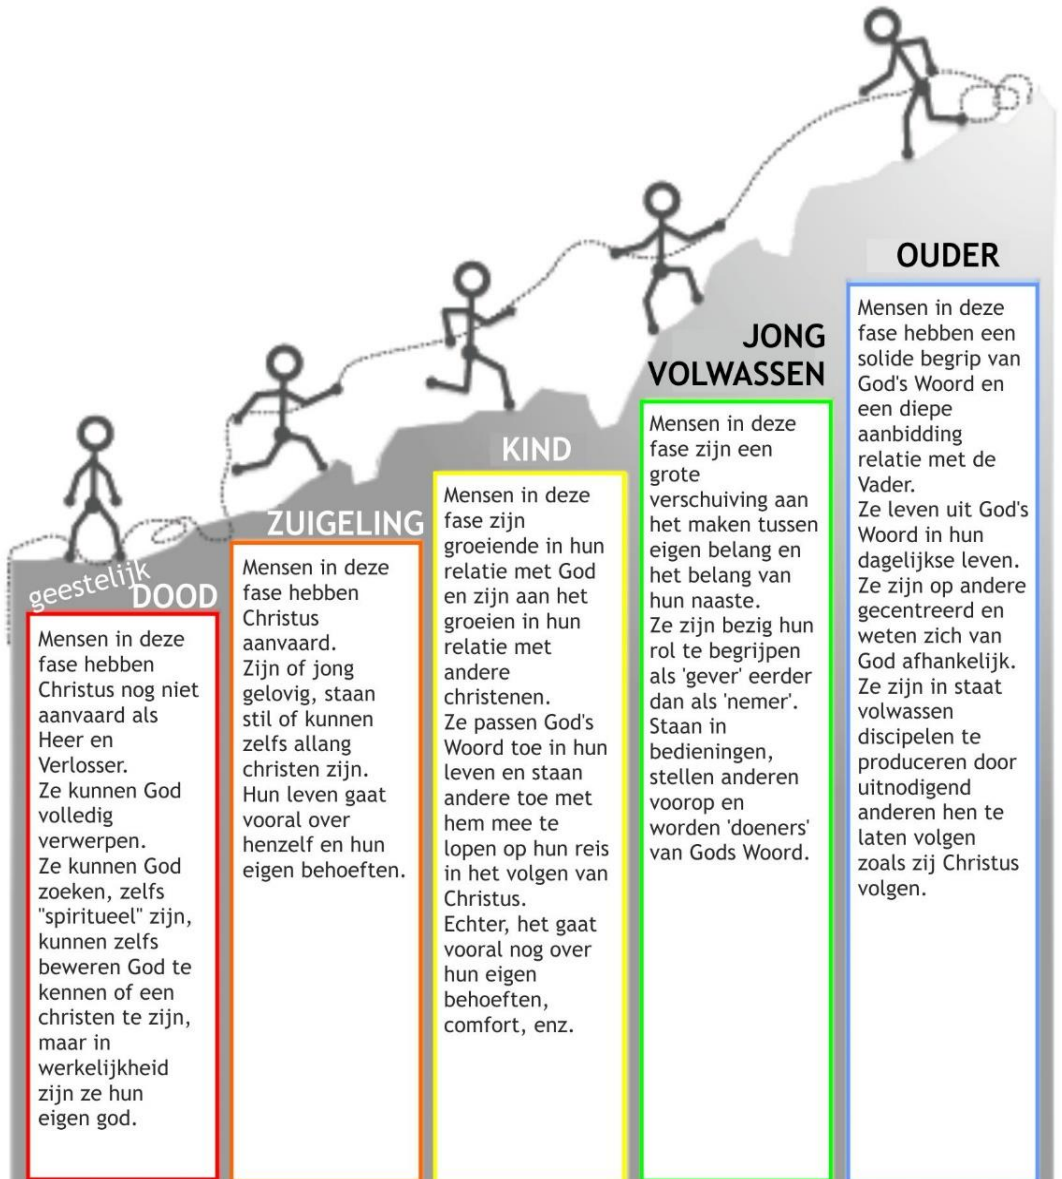 geestelijk
DOOD
Mensen in deze
fase hebben
Christus nog niet
aanvaard als
Heer en
Verlosser.
Ze kunnen God
volledig
verwerpen.
Ze kunnen God
zoeken, zelfs
"spiritueel" zijn,
kunnen zelfs
beweren God te
kennen of een
christen te zijn,
maar in
werkelijkheid
zijn ze hun
eigen god.
ZUIGELING
Mensen in deze
fase hebben
Christus
aanvaard.
Zijn of jong
gelovig, staan
stil of kunnen
zelfs allang
christen zijn.
Hun leven gaat
vooral over
henzelf en hun
eigen behoeften.
KIND
Mensen in deze
fase zijn
groeiende in hun
relatie met God
en zijn aan het
groeien in hun
relatie met
andere
christenen.
Ze passen God's
Woord toe in hun
leven en staan
andere toe met
hem mee te
lopen op hun reis
in het volgen van
Christus.
Echter, het gaat
vooral nog over
hun eigen
behoeften,
comfort, enz.
JONG
VOLWASSEN
Mensen in deze
fase zijn een
grote
verschuiving aan
het maken tussen
eigen belang en
het belang van
hun naaste.
Ze zijn bezig hun
rol te begrijpen
als 'gever' eerder
dan als 'nemer'.
Staan in
bedieningen,
stellen anderen
voorop en
worden 'doeners'
van Gods Woord.
OUDER
Mensen in deze
fase hebben een
solide begrip van
God's Woord en
een diepe
aanbidding
relatie met de
Vader.
Ze leven uit God's
Woord in hun
dagelijkse leven.
Ze zijn op andere
gecentreerd en
weten zich van
God afhankelijk.
Ze zijn in staat
volwassen
discipelen te
produceren door
uitnodigend
anderen hen te
laten volgen
zoals zij Christus
volgen.